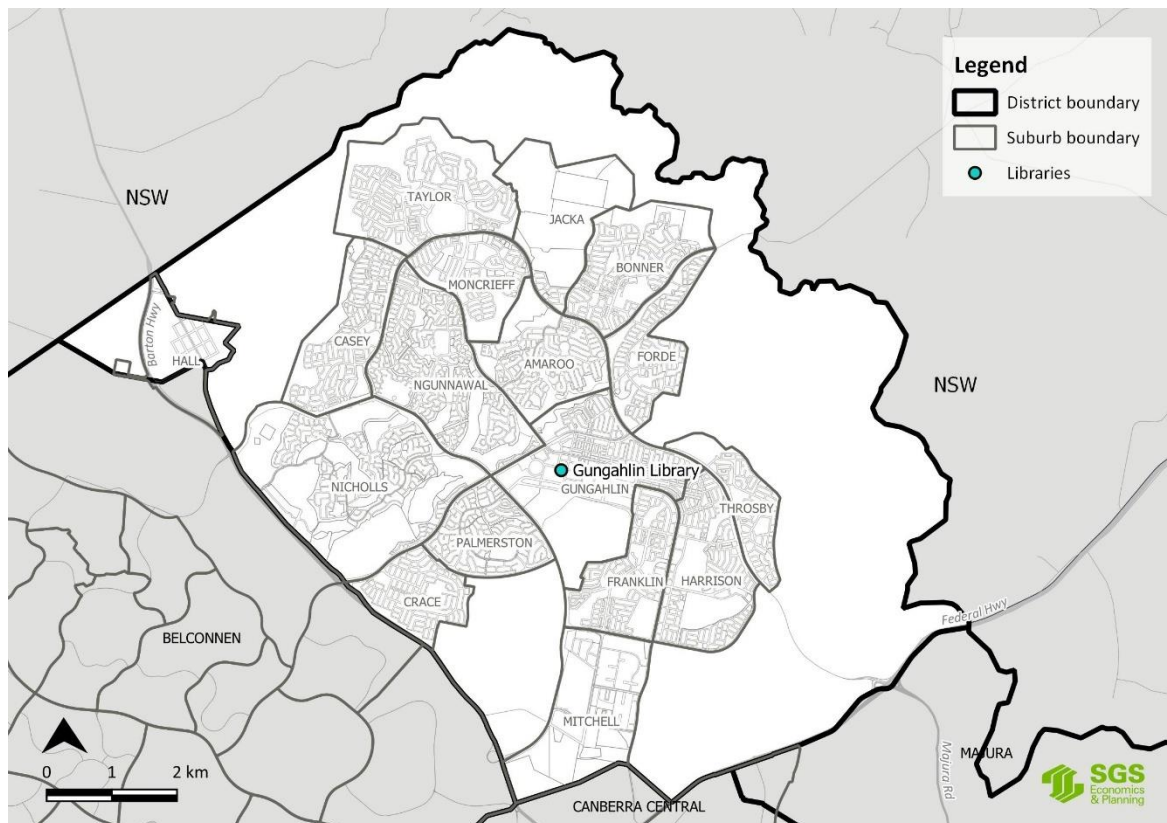 Legend
District boundary
Suburb boundary
Libraries
NSW
TAYLOR
JACKA
BONNER
MONCRIEFF
Barton Hwy
HALL
CASEY
AMAROO
FORDE
NGUNNAWAL
NSW
Gungahlin Library
GUNGAHLIN
NICHOLLS
THROSBY
PALMERSTON
FRANKLIN
HARRISON
CRACE
Federal Hwy
BELCONNEN
MITCHELL
Majura Rd
MAJURA
0 1 2 km
CANBERRA CENTRAL
SGS
Economics
& Planning